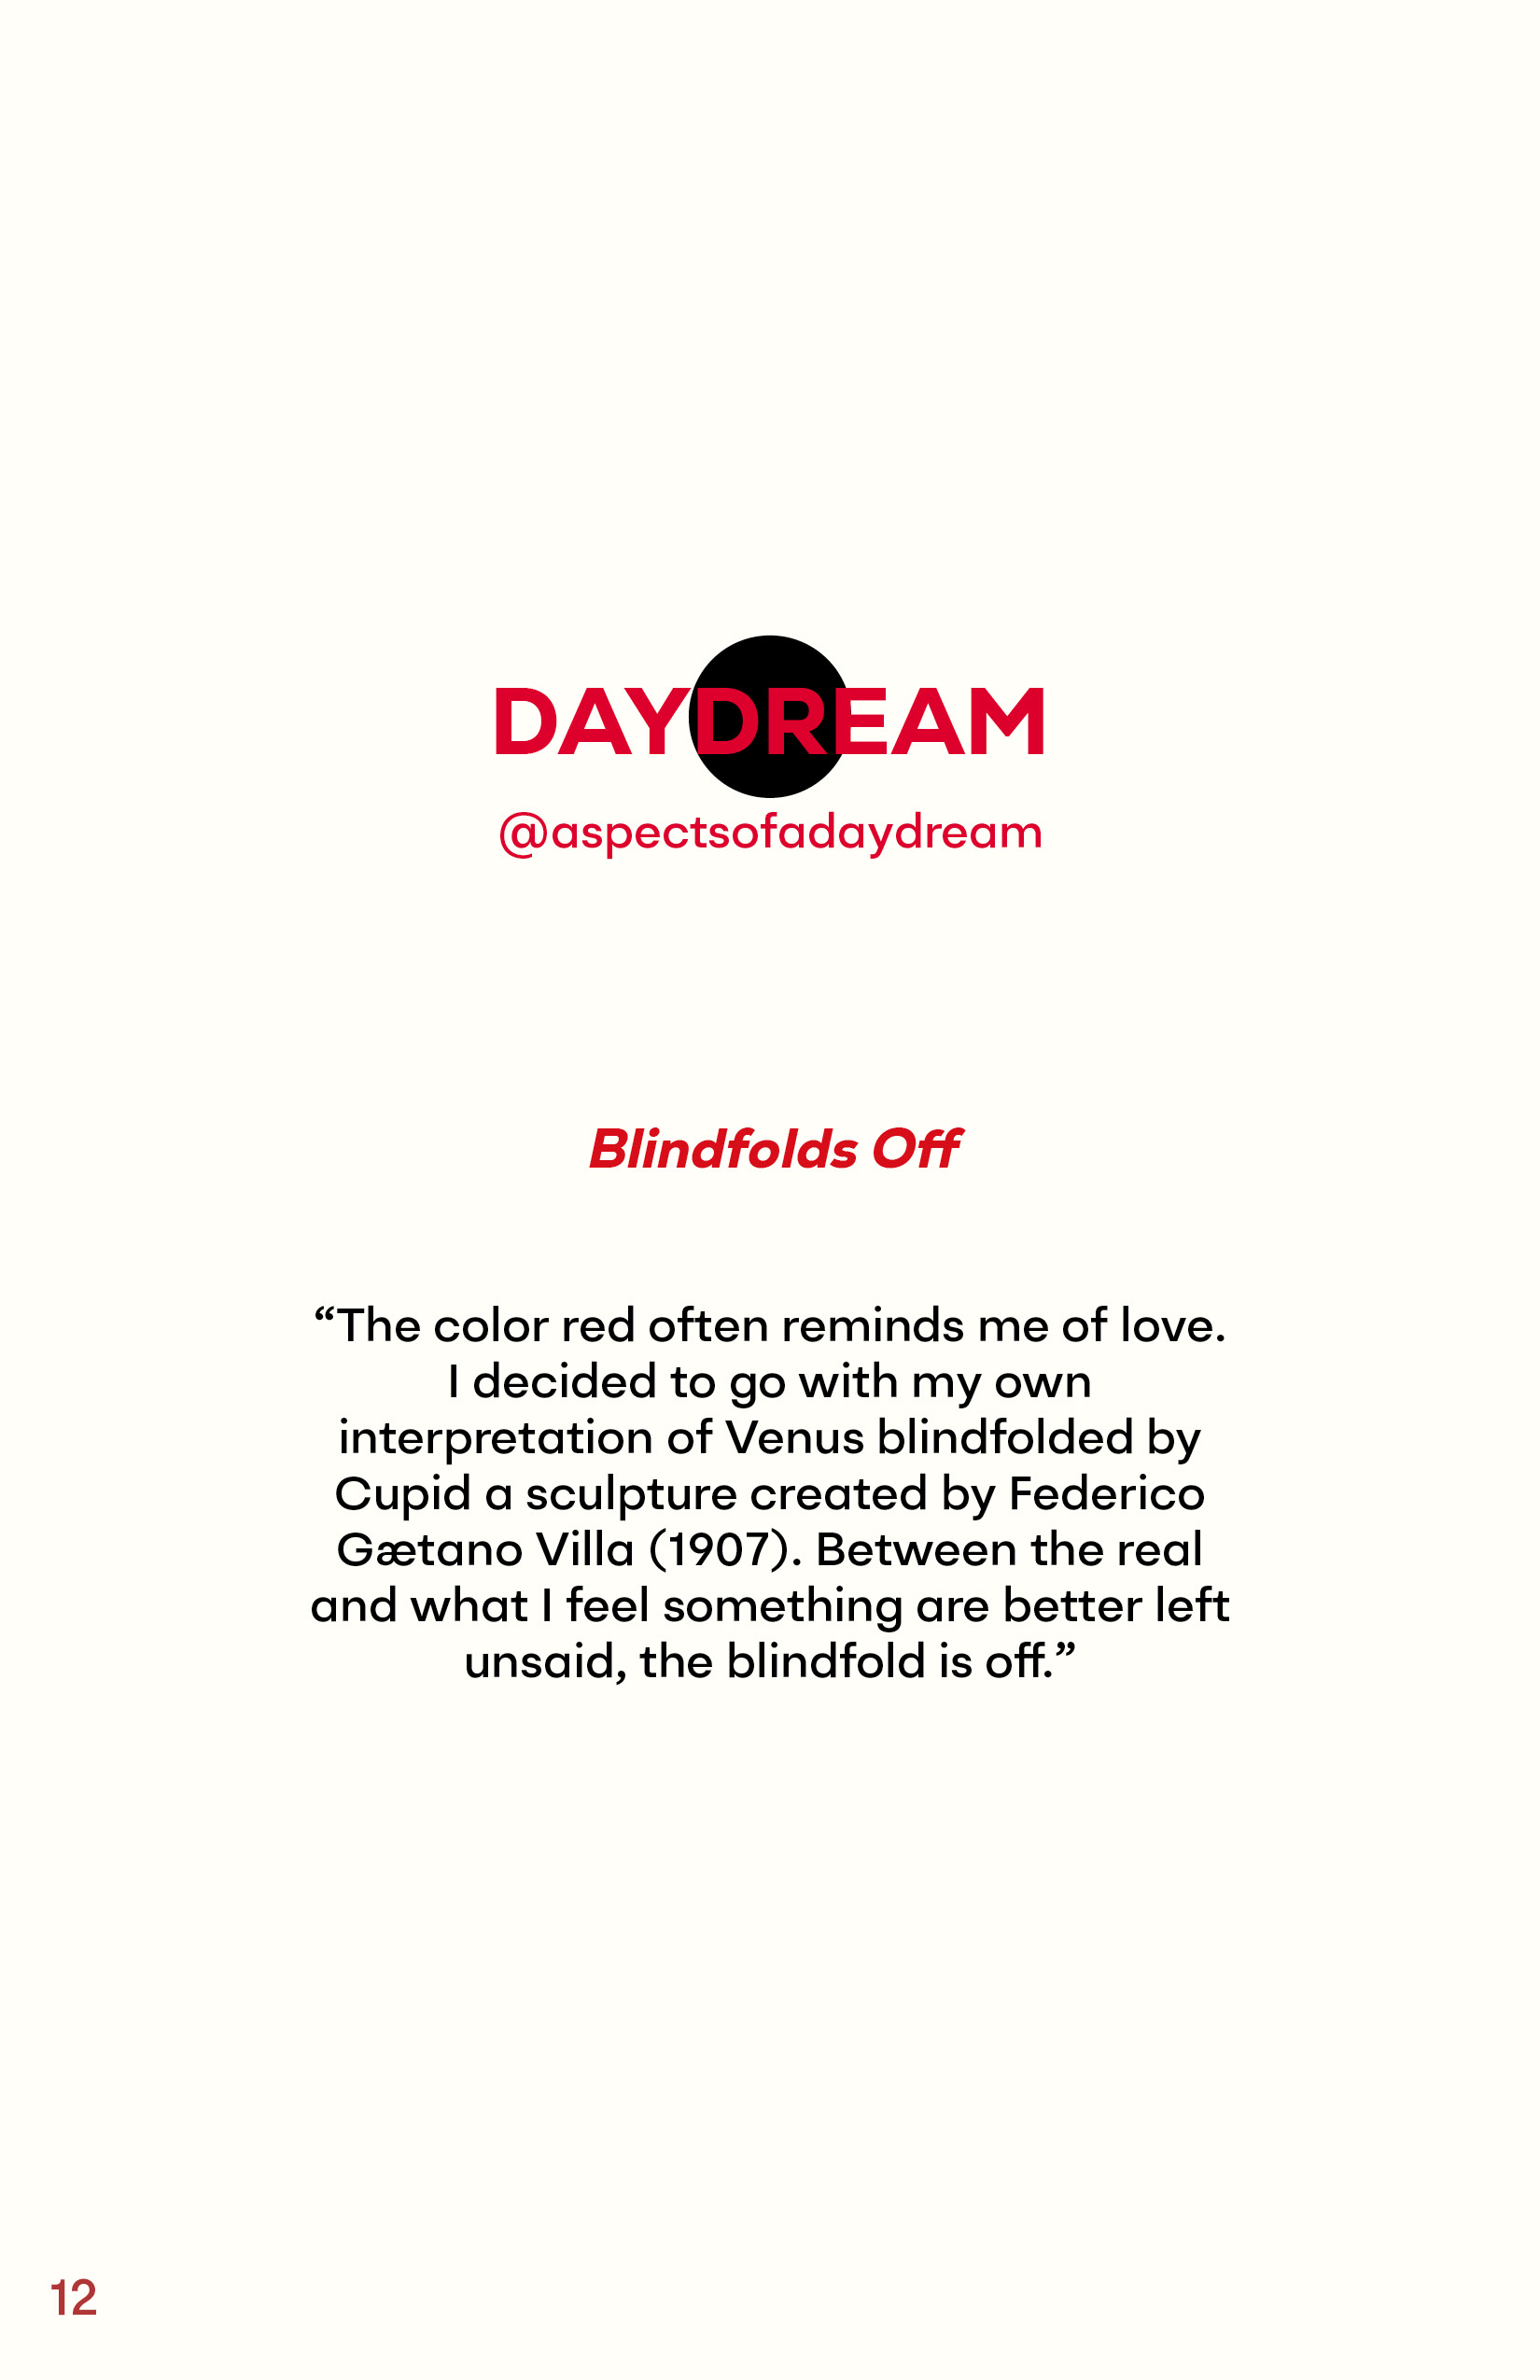 DAYDREAM
@aspectsofadaydream
Blindfolds Off
“The color red often reminds me of love.
I decided to go with my own
interpretation of Venus blindfolded by
Cupid a sculpture created by Federico
Gætano Villa (1907). Between the real
and what I feel something are better left
unsaid, the blindfold is off.”
12